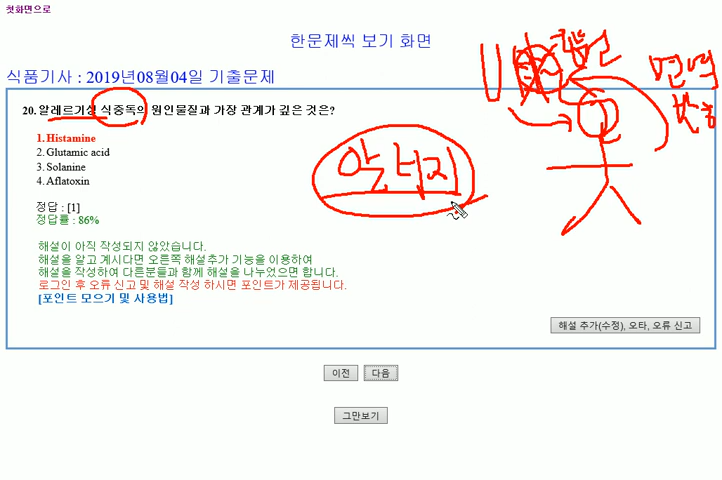 첫화면으로
한문제씩 보기 화면
식품기사 : 2019년08월04일 기출문제
20. 알레르기성 식중독의 원인물질과 가장 관계가 깊은 것은?
1. Histamine
2. Glutamic acid
3. Solanine
4. Aflatoxin
정답 : [1]
정답률 : 86%
해설이 아직 작성되지 않았습니다.
해설을 알고 계시다면 오른쪽 해설추가 기능을 이용하여
해설을 작성하여 다른분들과 함께 해설을 나누었으면 합니다.
로그인 후 오류 신고 및 해설 작성 하시면 포인트가 제공됩니다.
[포인트 모으기 및 사용법]
알러지
면역
반응
해설 추가(수정), 오타, 오류 신고
이전
다음
그만보기